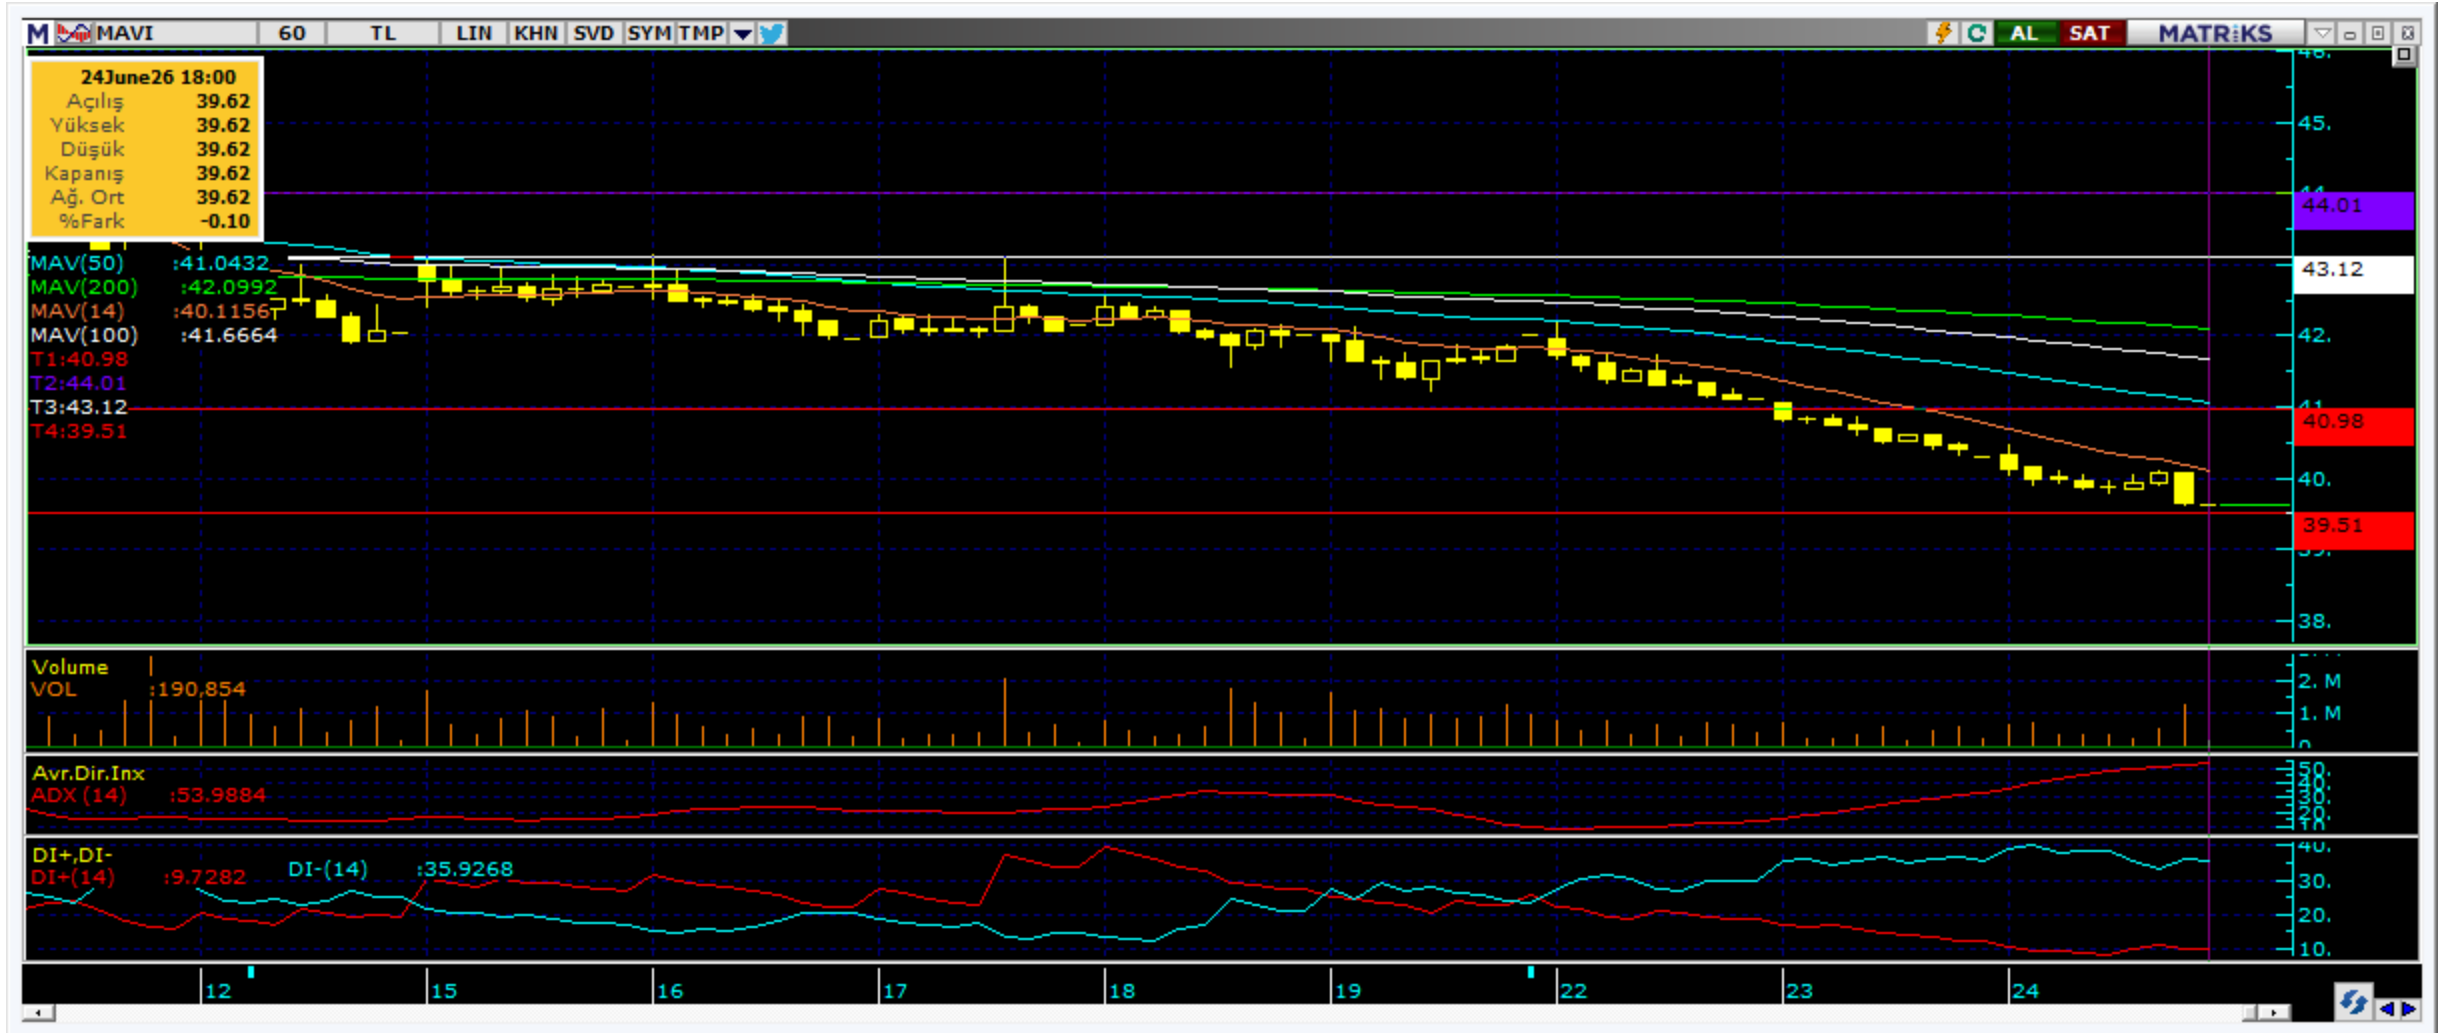 M MAVI 60 TL LIN KHN SVD SYM TMP AL SAT MATRiKS
24June26 18:00
Açılış 39.62
Yüksek 39.62
Düşük 39.62
Kapanış 39.62
Ağ. Ort 39.62
%Fark -0.10
MAV(50) :41.0432
MAV(200) :42.0992
MAV(14) :40.1156
MAV(100) :41.6664
T1:40.98
T2:44.01
T3:43.12
T4:39.51
46.
45.
44.
44.01
43.12
42.
41.
40.98
40.
39.51
39.
38.
Volume
VOL :190,854
2. M
1. M
0
Avr.Dir.Inx
ADX (14) :53.9884
50.
40.
30.
20.
10.
DI+,DI-
DI+(14) :9.7282 DI-(14) :35.9268
40.
30.
20.
10.
12 15 16 17 18 19 22 23 24